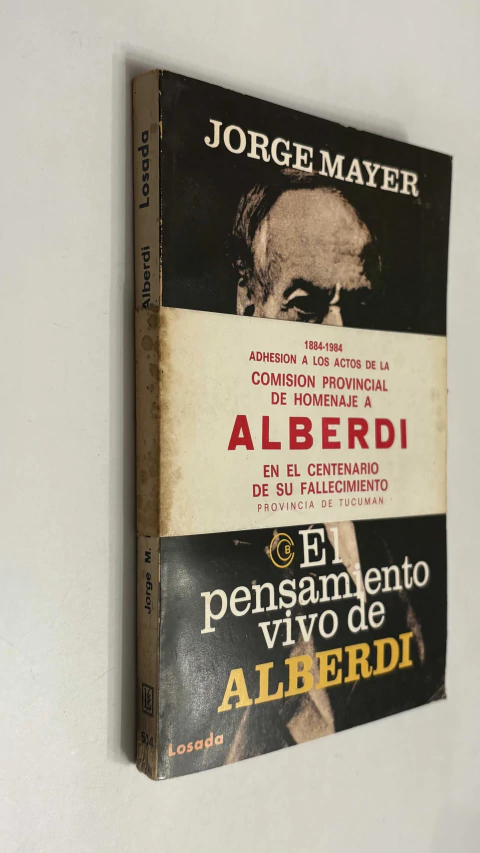 JORGE MAYER
1884-1984
ADHESION A LOS ACTOS DE LA
COMISION PROVINCIAL
DE HOMENAJE A
ALBERDI
EN EL CENTENARIO
DE SU FALLECIMIENTO
PROVINCIA DE TUCUMAN
El
pensamiento
vivo de
ALBERDI
Losada
Jorge M.
Alberdi
Losada